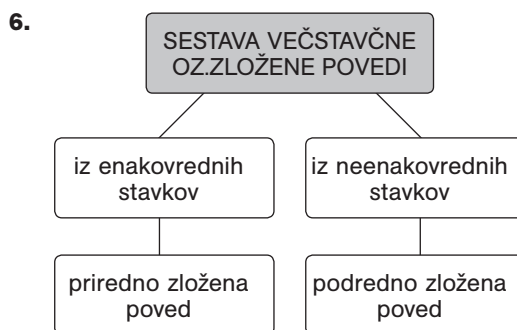 6.
SESTAVA VEČSTAVČNE
OZ.ZLOŽENE POVEDI
iz enakovrednih
stavkov
iz neenakovrednih
stavkov
priredno zložena
poved
podredno zložena
poved